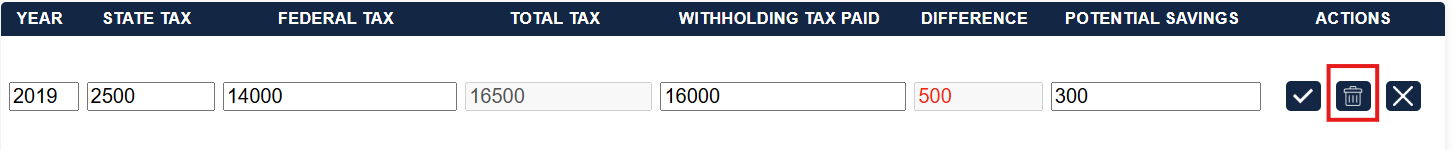 YEAR STATE TAX FEDERAL TAX TOTAL TAX WITHHOLDING TAX PAID DIFFERENCE POTENTIAL SAVINGS ACTIONS
2019 2500 14000 16500 16000 500 300